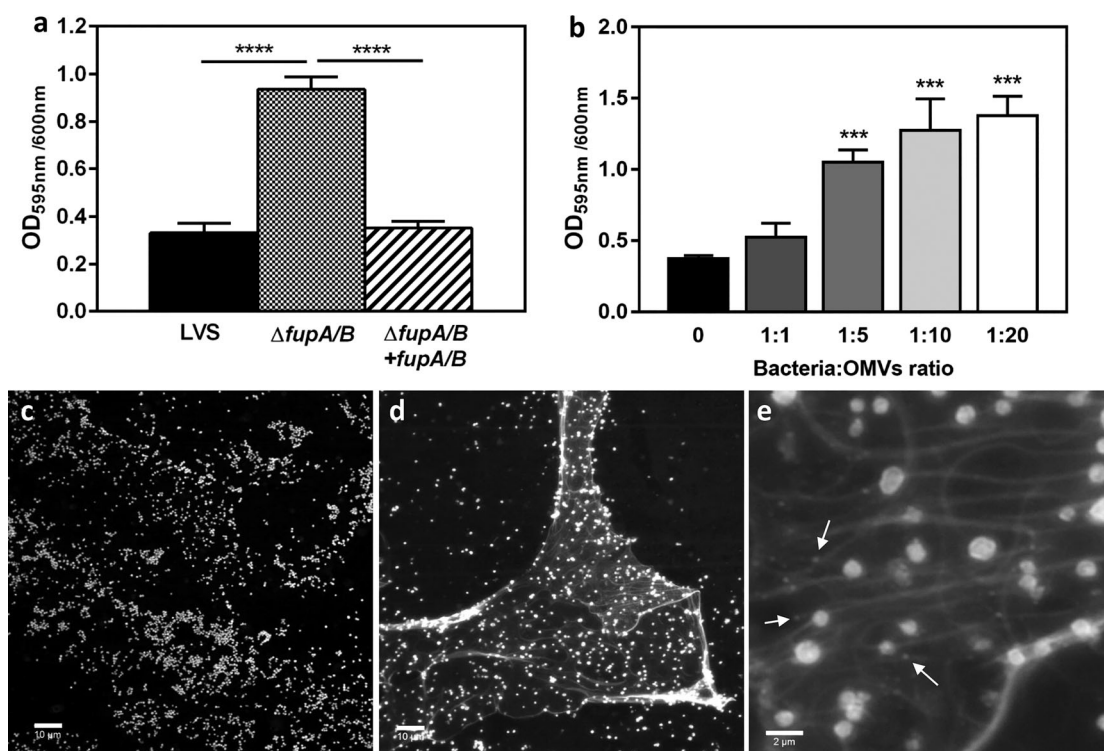 a
****
****
OD595nm /600nm
1.2
1.0
0.8
0.6
0.4
0.2
0.0
LVS
ΔfupA/B
ΔfupA/B
+fupA/B
b
***
***
***
OD595nm /600nm
2.0
1.5
1.0
0.5
0.0
0 1:1 1:5 1:10 1:20
Bacteria:OMVs ratio
c
10 µm
d
10 µm
e
2 µm